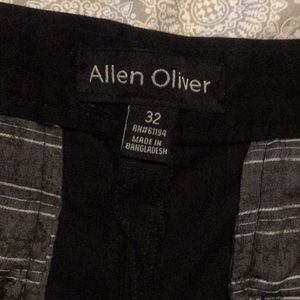 Allen Oliver
32
RN#61194
MADE IN
BANGLADESH